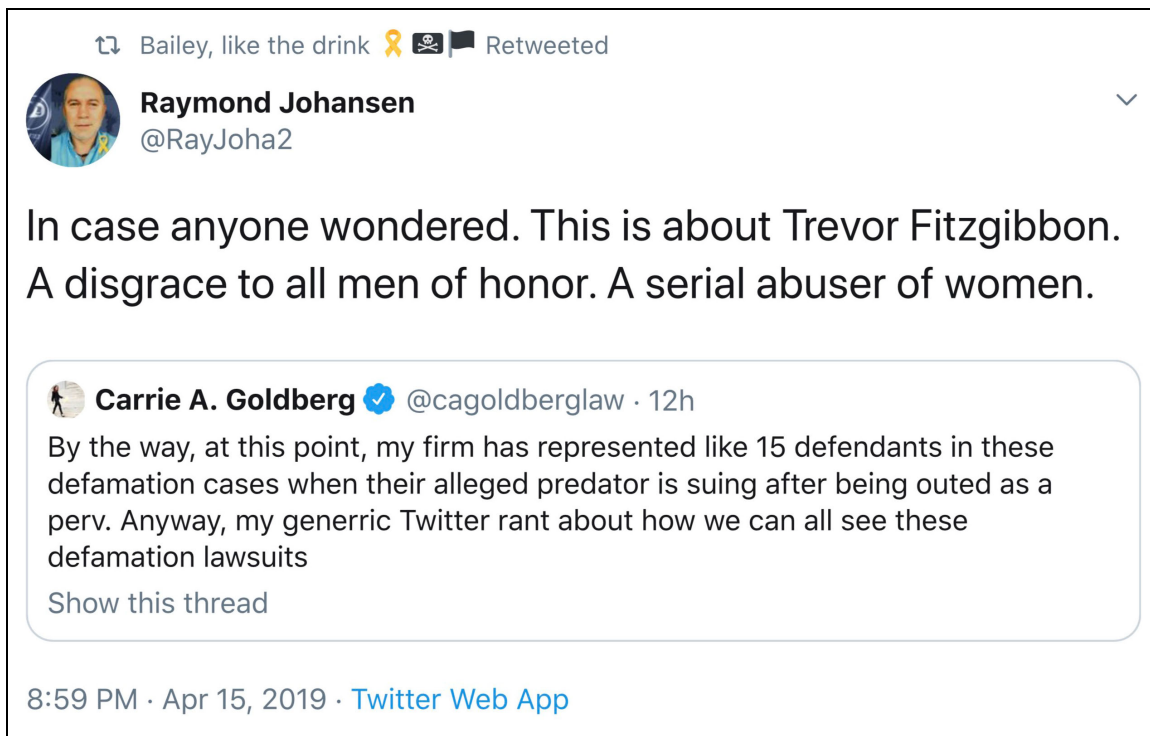 Bailey, like the drink 🎗️ ☠️🏴 Retweeted
Raymond Johansen
@RayJoha2
In case anyone wondered. This is about Trevor Fitzgibbon.
A disgrace to all men of honor. A serial abuser of women.
Carrie A. Goldberg @cagoldberglaw · 12h
By the way, at this point, my firm has represented like 15 defendants in these
defamation cases when their alleged predator is suing after being outed as a
perv. Anyway, my generric Twitter rant about how we can all see these
defamation lawsuits
Show this thread
8:59 PM · Apr 15, 2019 · Twitter Web App